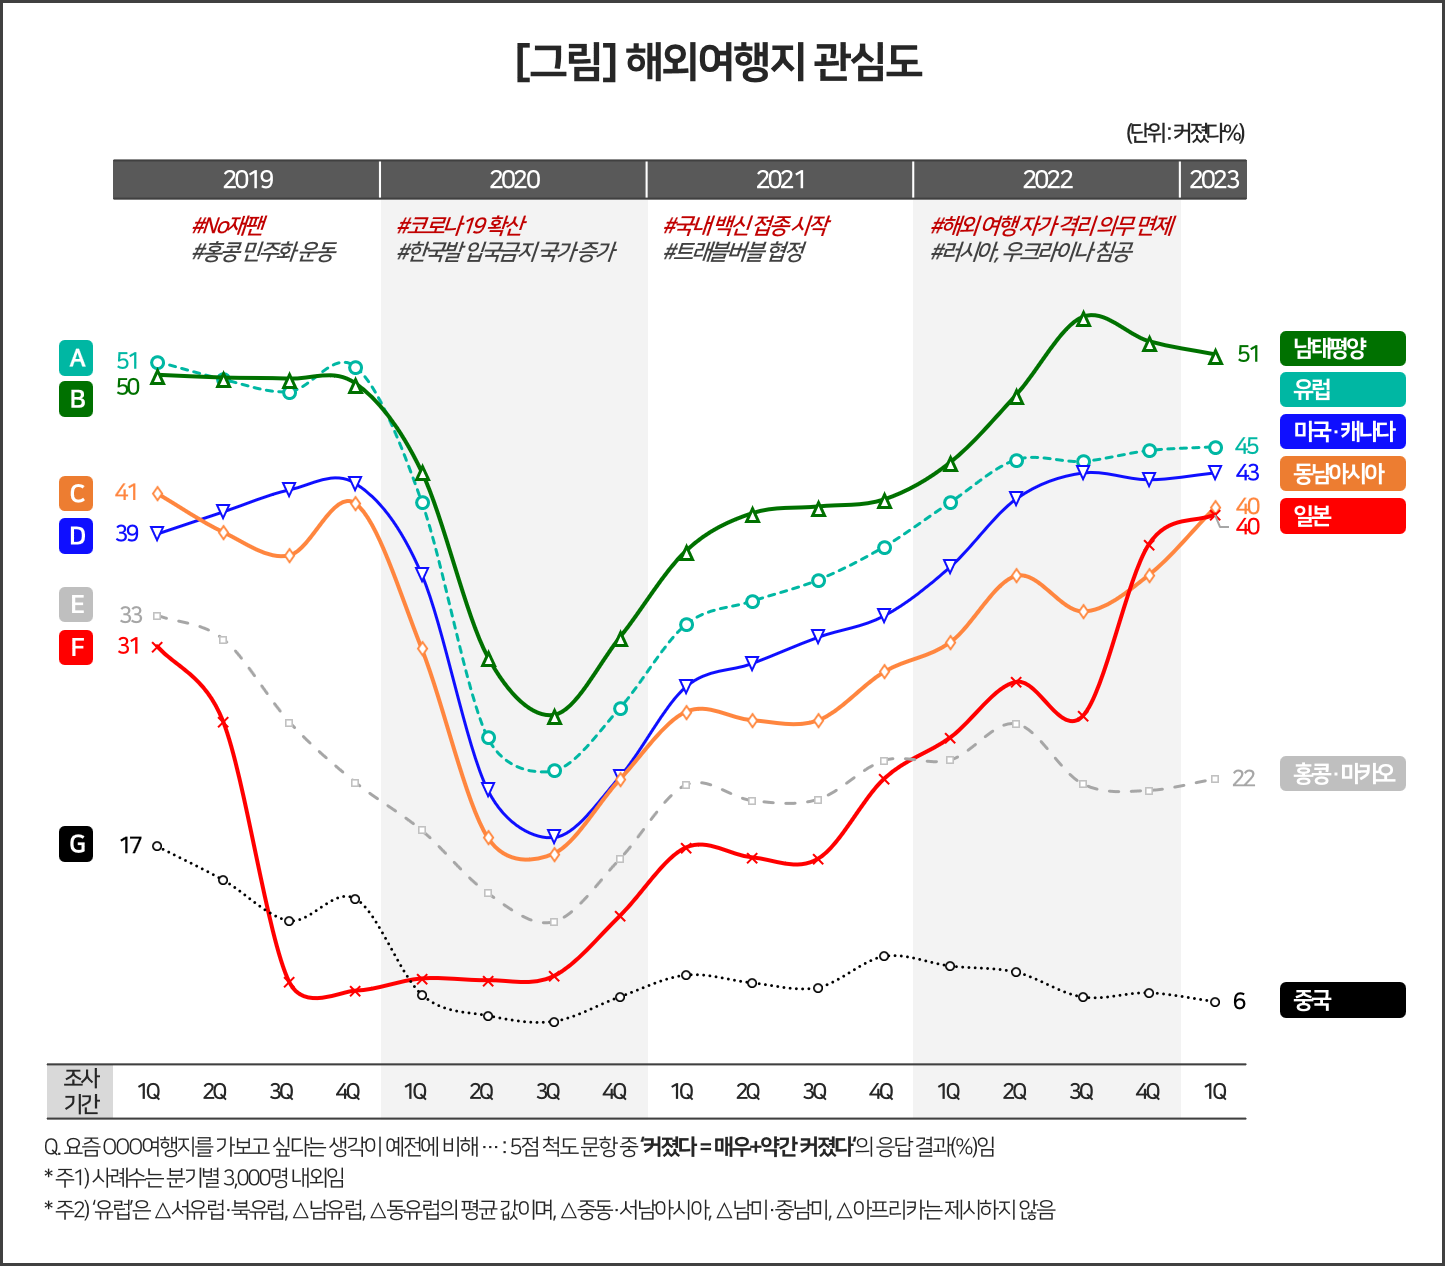 [그림] 해외여행지 관심도
(단위 : 커졌다%)
2019 2020 2021 2022 2023
#No재팬 #코로나19 확산 #국내 백신 접종 시작 #해외 여행 자가 격리 의무 면제
#홍콩 민주화 운동 #한국발 입국금지 국가 증가 #트래블버블 협정 #러시아, 우크라이나 침공
A 51 51 남태평양
B 50 유럽
45 미국·캐나다
C 41 43 동남아시아
D 39 40 일본
40
E 33
F 31
22 홍콩·마카오
G 17
6 중국
조사
기간
1Q 2Q 3Q 4Q 1Q 2Q 3Q 4Q 1Q 2Q 3Q 4Q 1Q 2Q 3Q 4Q 1Q
Q. 요즘 OOO여행지를 가보고 싶다는 생각이 예전에 비해 … : 5점 척도 문항 중 '커졌다 = 매우+약간 커졌다'의 응답 결과(%)임
* 주1) 사례수는 분기별 3,000명 내외임
* 주2) '유럽'은 △서유럽·북유럽, △남유럽, △동유럽의 평균 값이며, △중동·서남아시아, △남미·중남미, △아프리카는 제시하지 않음